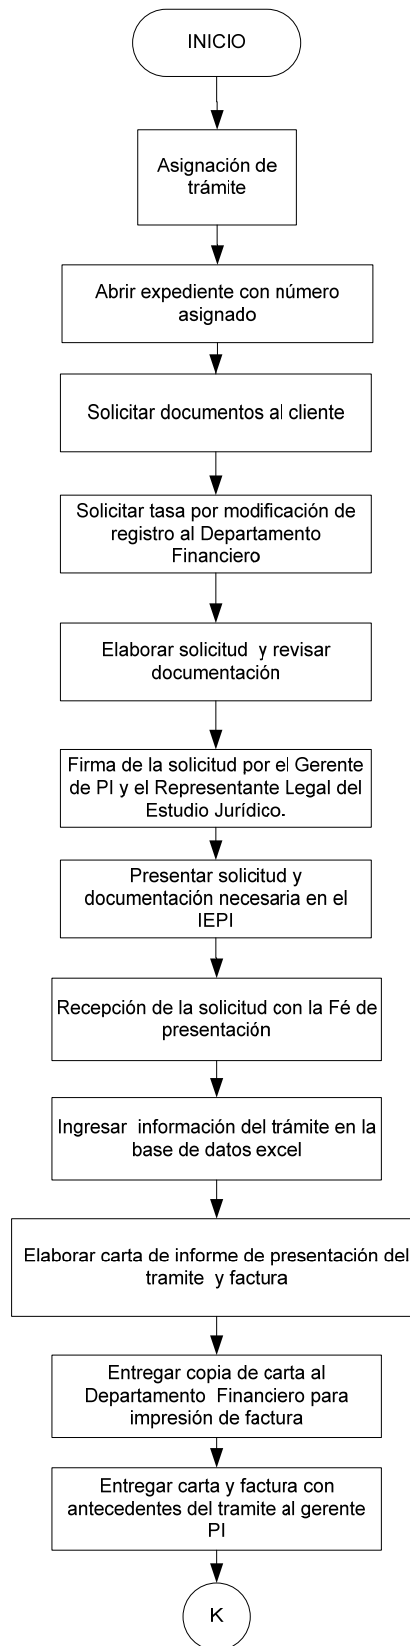 INICIO
Asignación de
trámite
Abrir expediente con número
asignado
Solicitar documentos al cliente
Solicitar tasa por modificación de
registro al Departamento
Financiero
Elaborar solicitud y revisar
documentación
Firma de la solicitud por el Gerente
de PI y el Representante Legal del
Estudio Jurídico.
Presentar solicitud y
documentación necesaria en el
IEPI
Recepción de la solicitud con la Fé de
presentación
Ingresar información del trámite en la
base de datos excel
Elaborar carta de informe de presentación del
tramite y factura
Entregar copia de carta al
Departamento Financiero para
impresión de factura
Entregar carta y factura con
antecedentes del tramite al gerente
PI
K